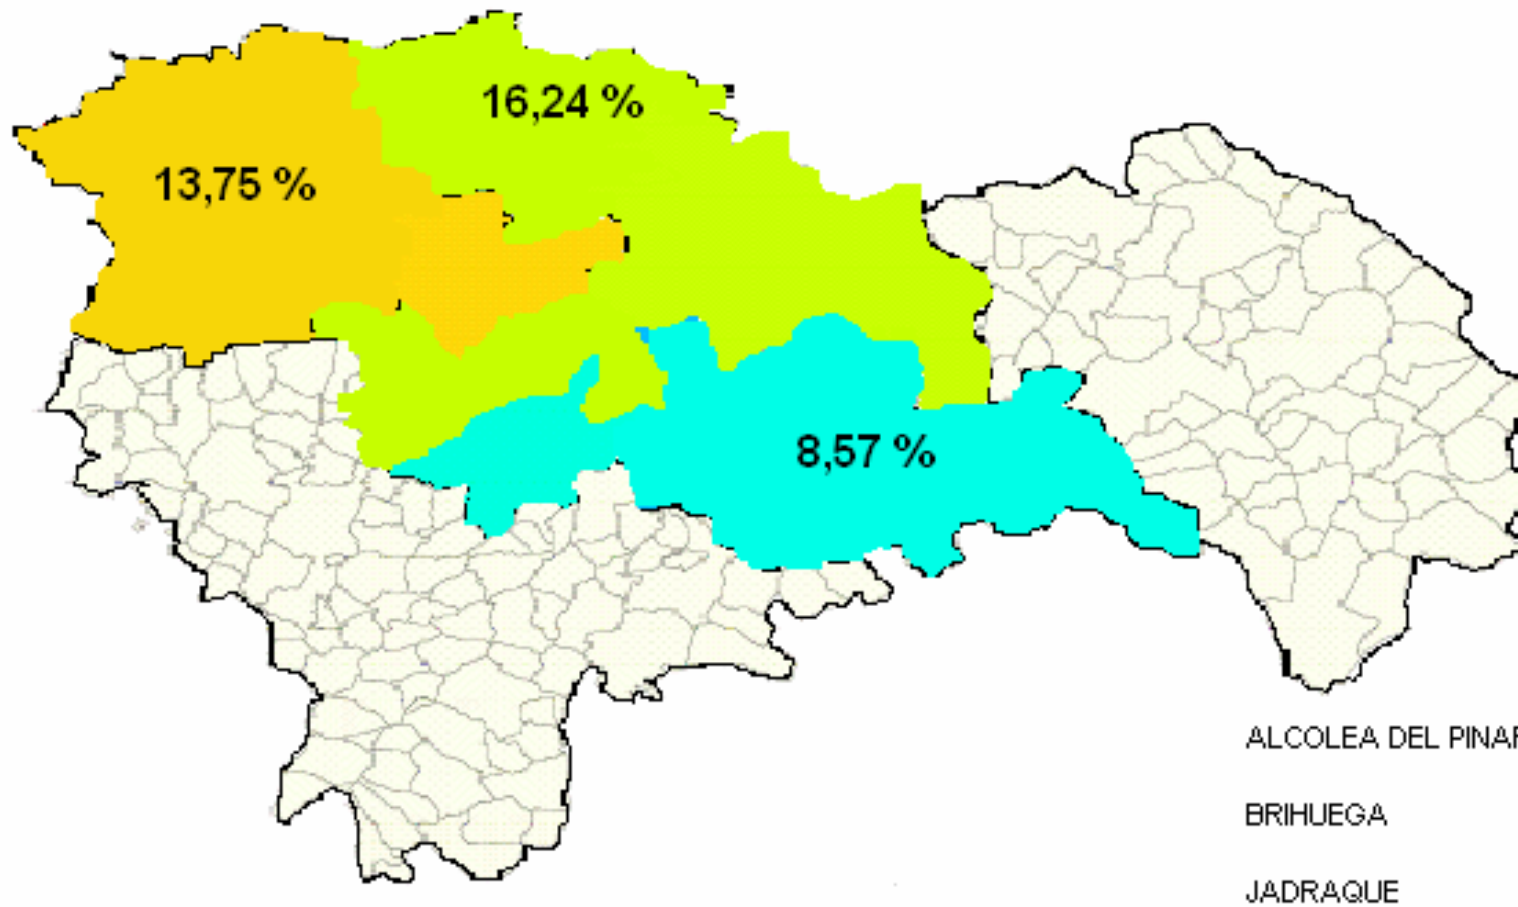 16,24 %
13,75 %
8,57 %
ALCOLEA DEL PINAR
BRIHUEGA
JADRAQUE